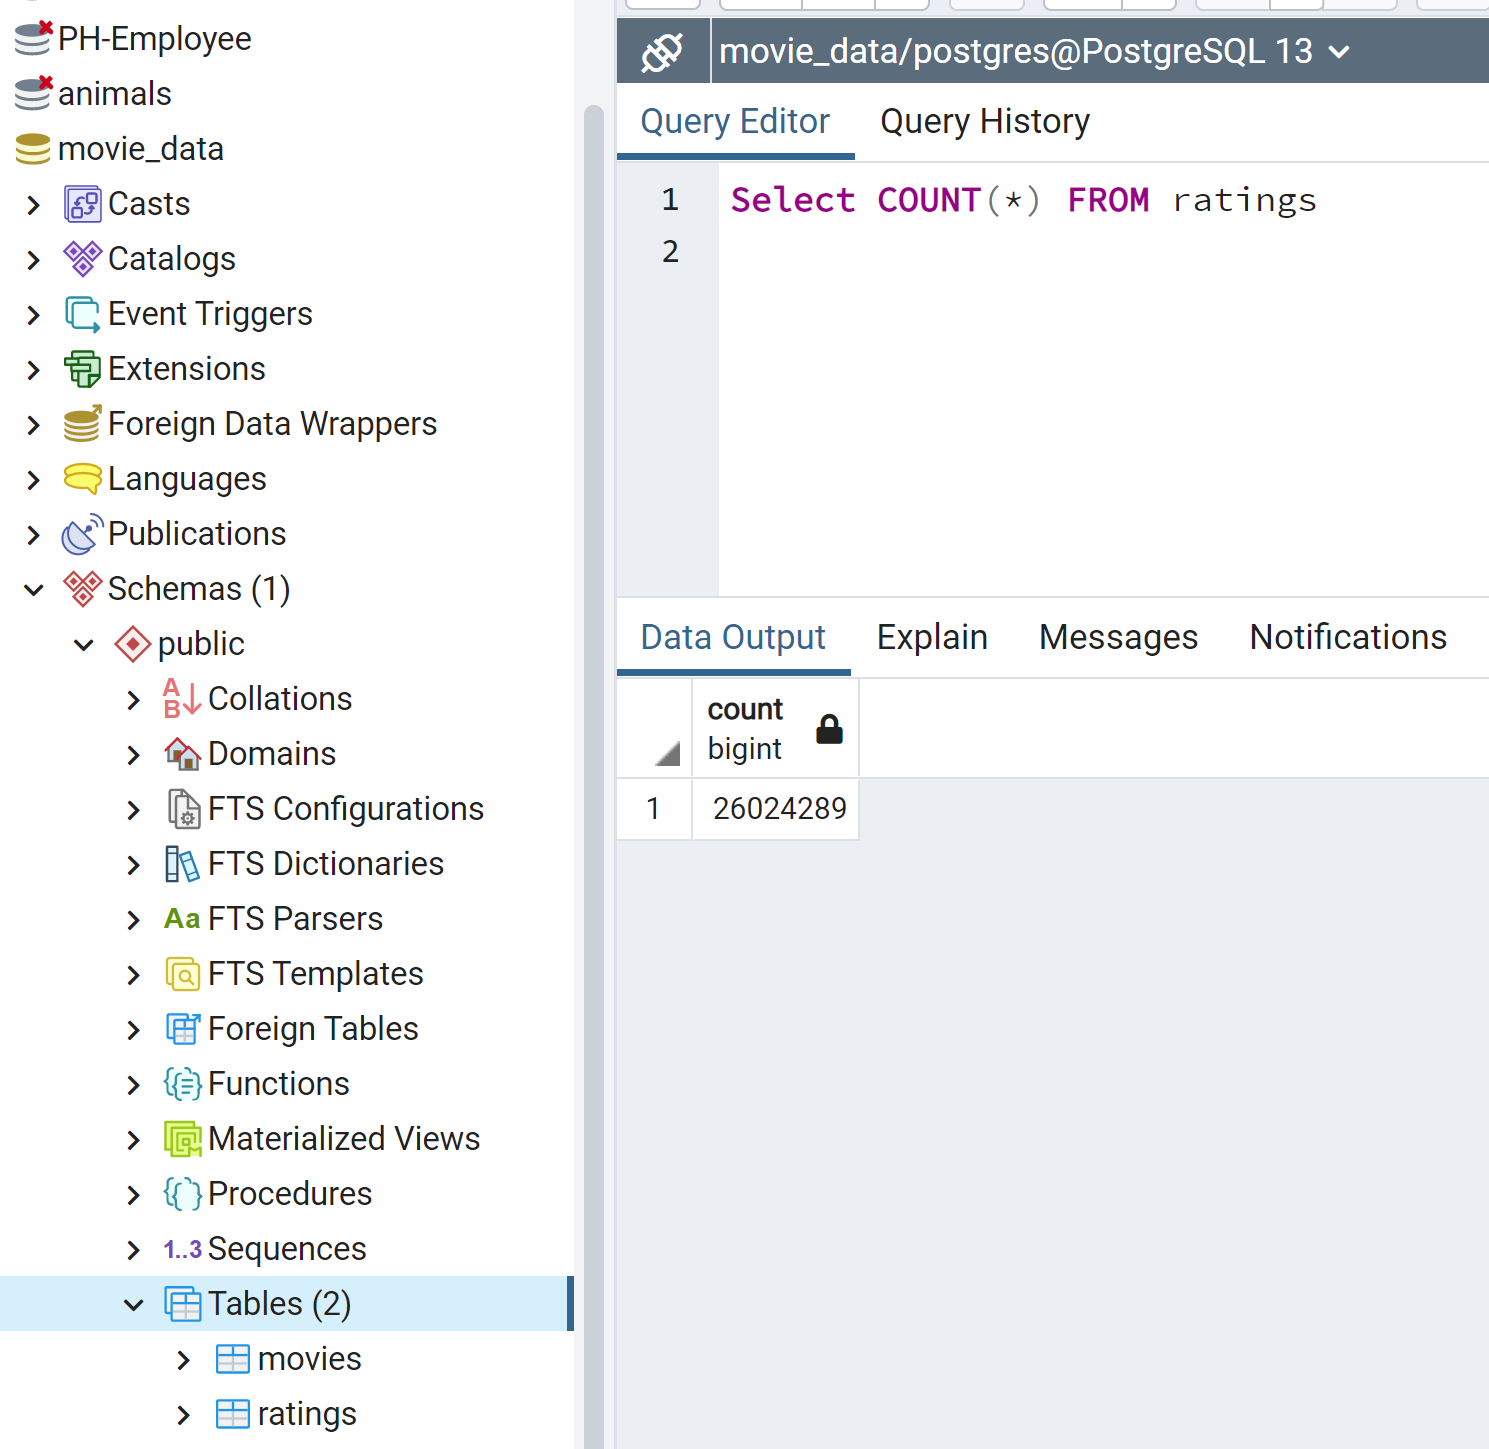 PH-Employee
animals
movie_data
Casts
Catalogs
Event Triggers
Extensions
Foreign Data Wrappers
Languages
Publications
Schemas (1)
public
Collations
Domains
FTS Configurations
FTS Dictionaries
Aa FTS Parsers
FTS Templates
Foreign Tables
Functions
Materialized Views
Procedures
1..3 Sequences
Tables (2)
movies
ratings
movie_data/postgres@PostgreSQL 13
Query Editor Query History
1 Select COUNT(*) FROM ratings
2
Data Output Explain Messages Notifications
count
bigint
1 26024289